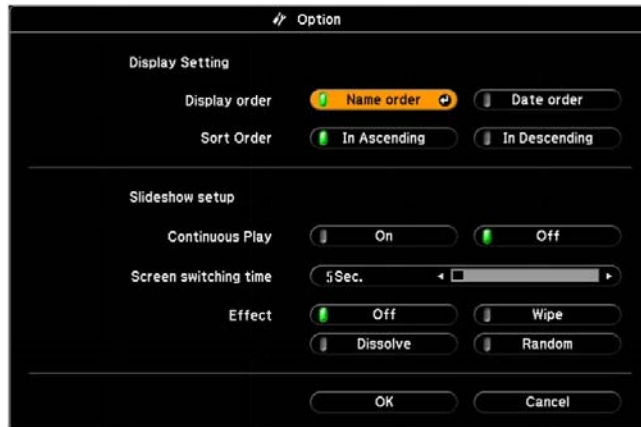 Option
Display Setting
Display order Name order Date order
Sort Order In Ascending In Descending
Slideshow setup
Continuous Play On Off
Screen switching time 5Sec.
Effect Off Wipe
Dissolve Random
OK Cancel